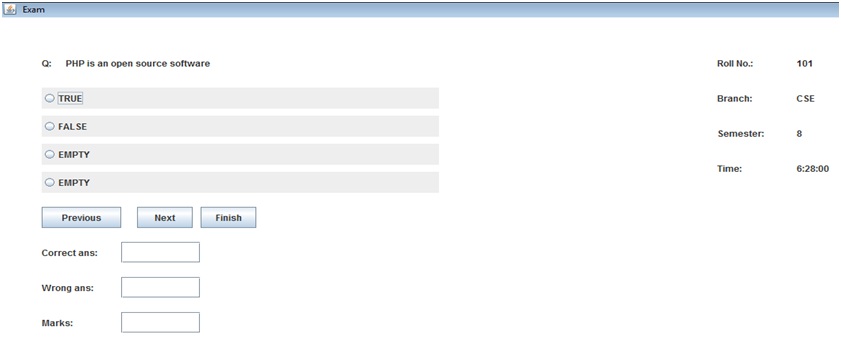 Exam
Q: PHP is an open source software
TRUE
FALSE
EMPTY
EMPTY
Previous Next Finish
Correct ans:
Wrong ans:
Marks:
Roll No.: 101
Branch: CSE
Semester: 8
Time: 6:28:00